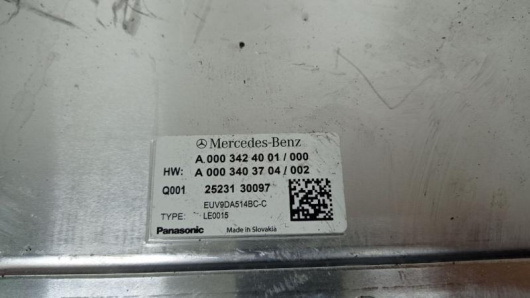 Mercedes-Benz
A 000 342 40 01 / 000
HW: A 000 340 37 04 / 002
Q001 25231 30097
EUV9DA514BC-C
TYPE: LE0015
Panasonic Made in Slovakia